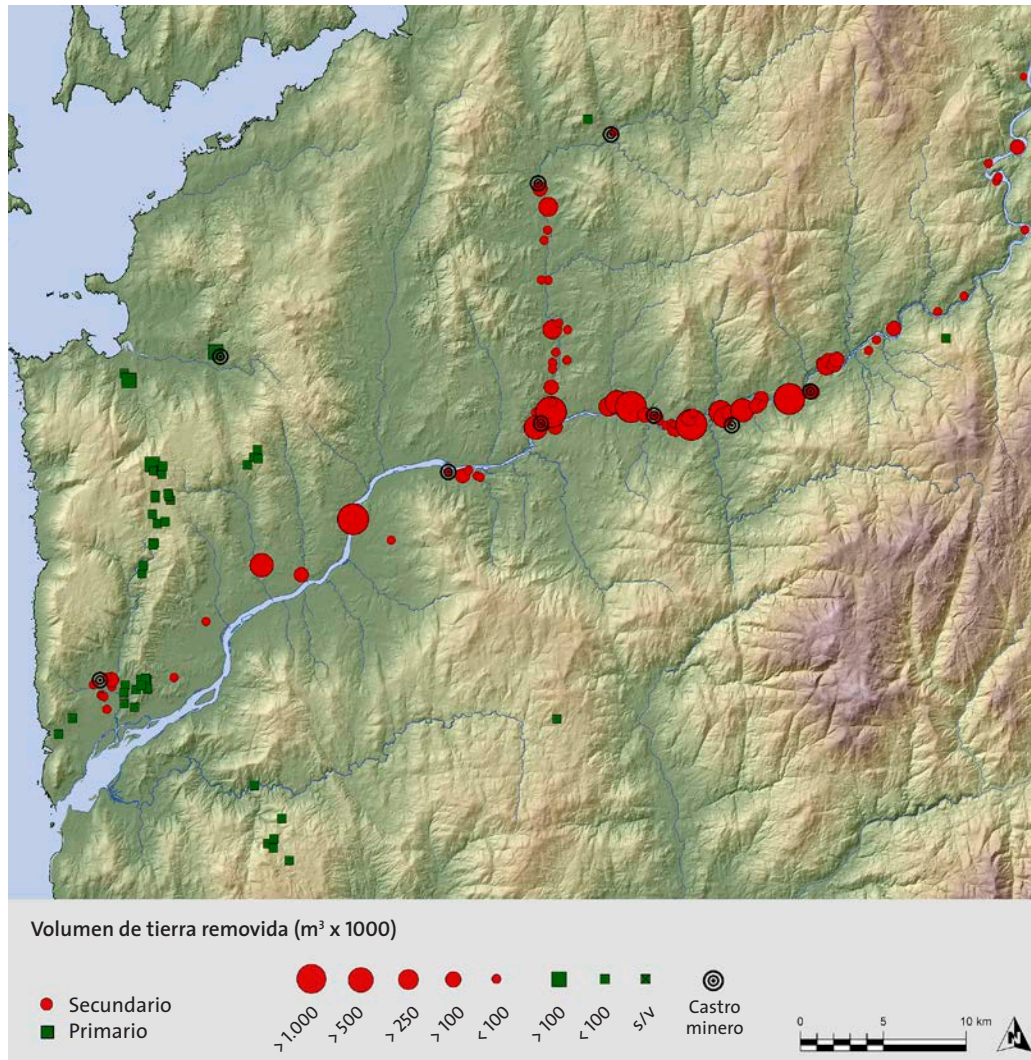 Volumen de tierra removida (m³ x 1000)
Secundario
Primario
> 1.000
> 500
> 250
> 100
< 100
> 100
< 100
s/v
Castro
minero
0 5 10 km
N